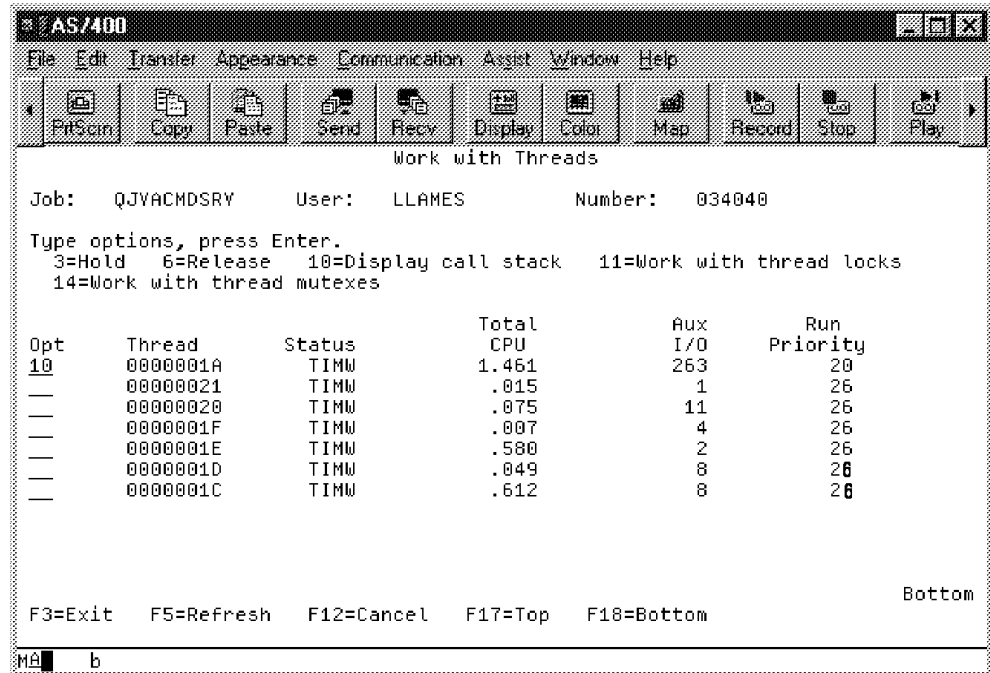 AS/400
File Edit Transfer Appearance Communication Assist Window Help
PrtScrn Copy Paste Send Recv Display Color Map Record Stop Play
Work with Threads
Job: QJVACMDSRV User: LLAMES Number: 034040
Type options, press Enter.
3=Hold 6=Release 10=Display call stack 11=Work with thread locks
14=Work with thread mutexes
Total Aux Run
Opt Thread Status CPU I/O Priority
10 0000001A TIMW 1.461 263 20
00000021 TIMW .015 1 26
00000020 TIMW .075 11 26
0000001F TIMW .007 4 26
0000001E TIMW .580 2 26
0000001D TIMW .049 8 26
0000001C TIMW .612 8 26
Bottom
F3=Exit F5=Refresh F12=Cancel F17=Top F18=Bottom
MA b